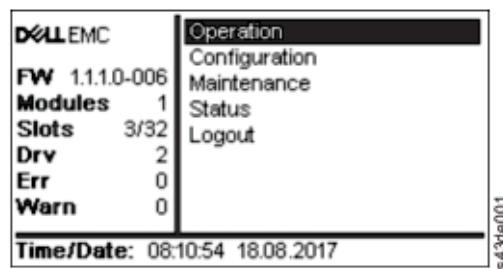 DELL EMC
FW 1.1.1.0-006
Modules 1
Slots 3/32
Drv 2
Err 0
Warn 0
Operation
Configuration
Maintenance
Status
Logout
Time/Date: 08:10:54 18.08.2017